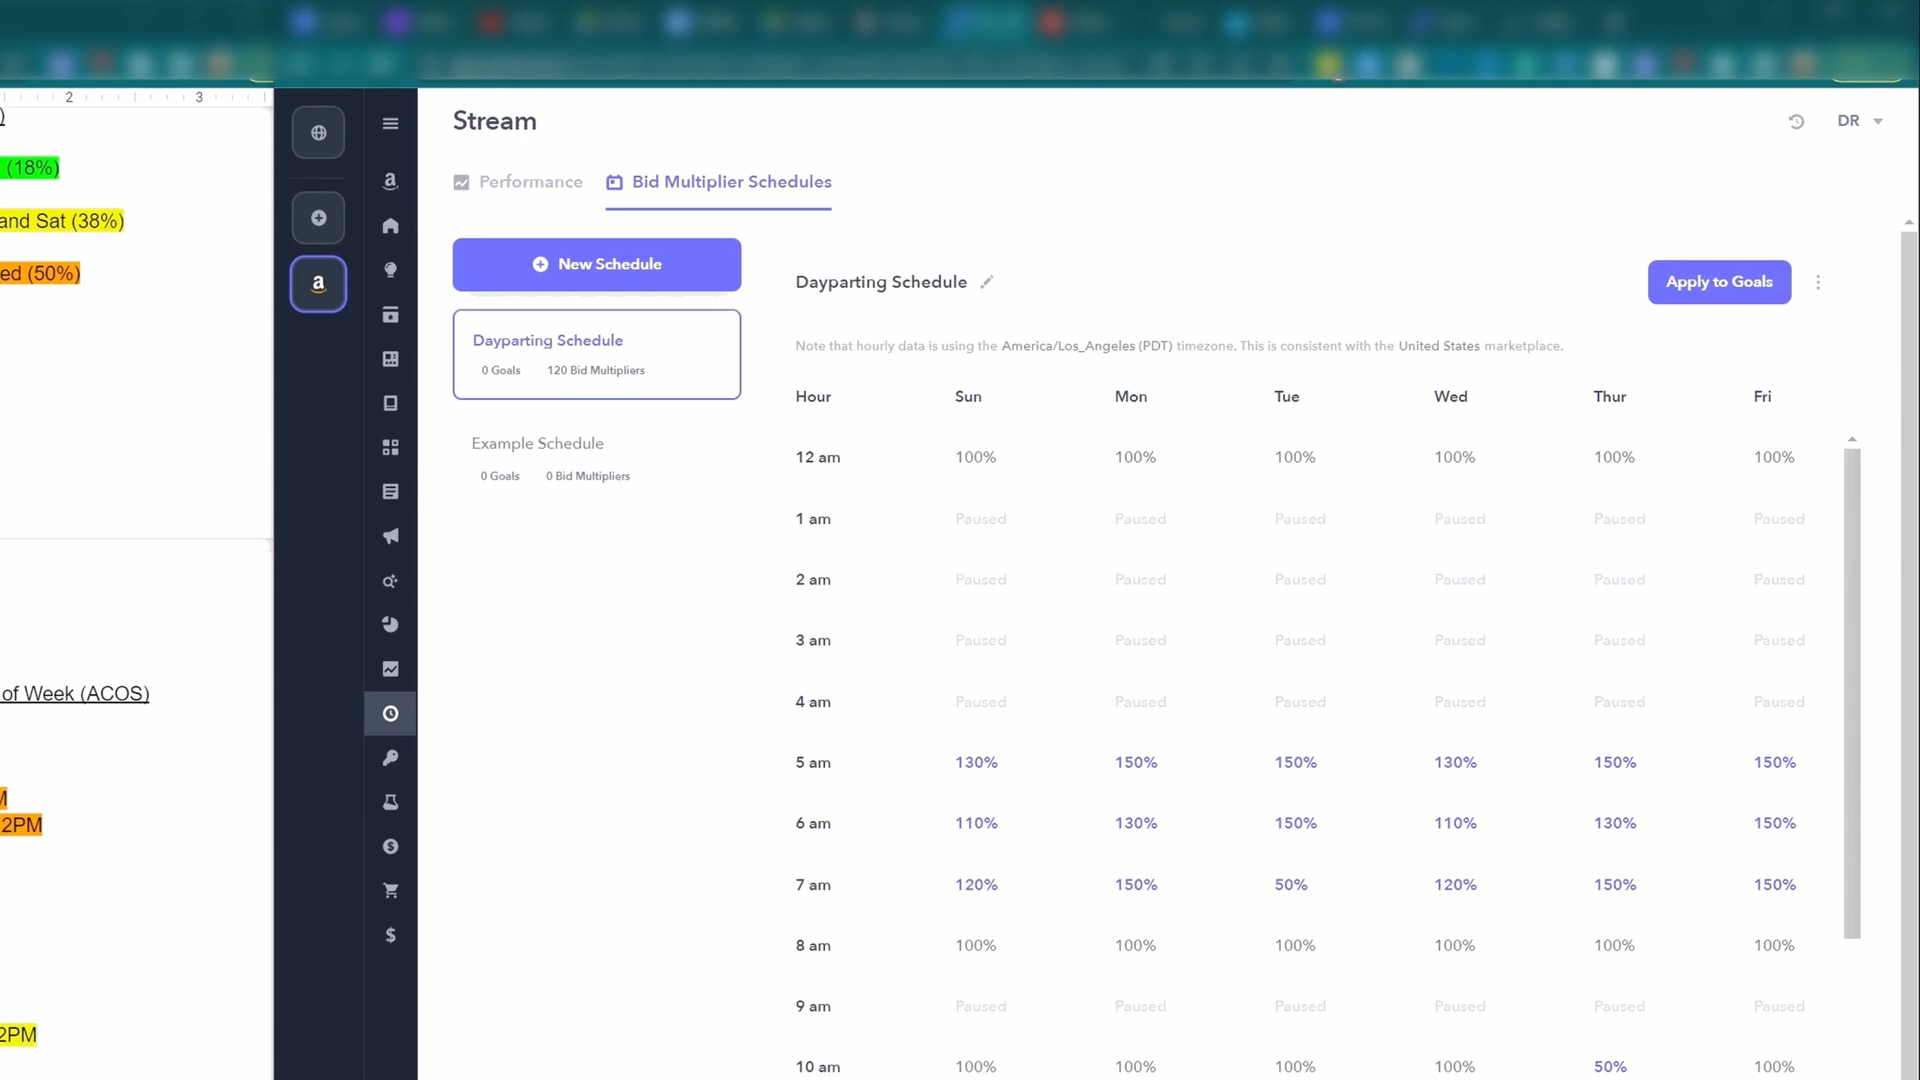 2 3
)
(18%)
and Sat (38%)
ed (50%)
of Week (ACOS)
M
2PM
2PM
Stream
DR
Performance Bid Multiplier Schedules
New Schedule
Dayparting Schedule
0 Goals 120 Bid Multipliers
Example Schedule
0 Goals 0 Bid Multipliers
Dayparting Schedule
Apply to Goals
Note that hourly data is using the America/Los_Angeles (PDT) timezone. This is consistent with the United States marketplace.
Hour Sun Mon Tue Wed Thur Fri
12 am 100% 100% 100% 100% 100% 100%
1 am Paused Paused Paused Paused Paused Paused
2 am Paused Paused Paused Paused Paused Paused
3 am Paused Paused Paused Paused Paused Paused
4 am Paused Paused Paused Paused Paused Paused
5 am 130% 150% 150% 130% 150% 150%
6 am 110% 130% 150% 110% 130% 150%
7 am 120% 150% 50% 120% 150% 150%
8 am 100% 100% 100% 100% 100% 100%
9 am Paused Paused Paused Paused Paused Paused
10 am 100% 100% 100% 100% 50% 100%